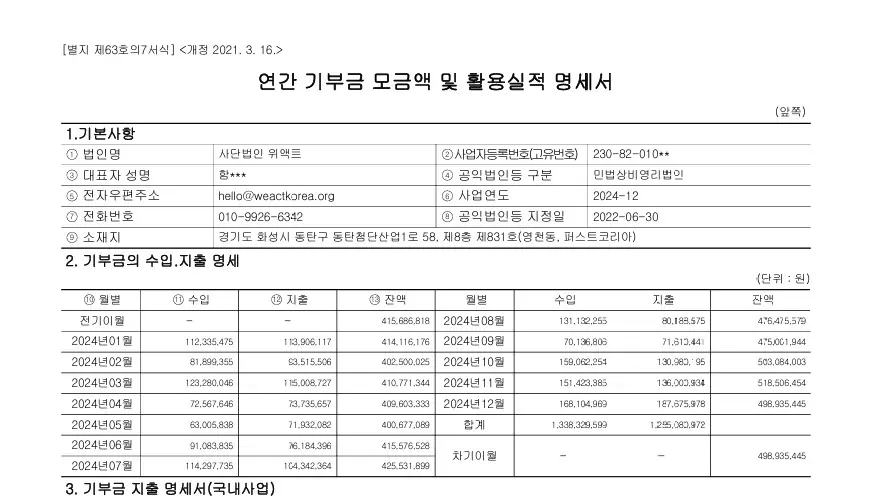 [별지 제63호의7서식] <개정 2021. 3. 16.>
연간 기부금 모금액 및 활용실적 명세서
(앞쪽)
1.기본사항
① 법인명 사단법인 위액트 ② 사업자등록번호(고유번호) 230-82-010**
③ 대표자 성명 함*** ④ 공익법인등 구분 민법상비영리법인
⑤ 전자우편주소 hello@weactkorea.org ⑥ 사업연도 2024-12
⑦ 전화번호 010-9926-6342 ⑧ 공익법인등 지정일 2022-06-30
⑨ 소재지 경기도 화성시 동탄구 동탄첨단산업1로 58, 제8층 제831호(영천동, 퍼스트코리아)
2. 기부금의 수입.지출 명세
(단위 : 원)
⑩ 월별 ⑪ 수입 ⑫ 지출 ⑬ 잔액 월별 수입 지출 잔액
전기이월 - - 415,686,818 2024년08월 131,132,255 80,188,575 476,475,579
2024년01월 112,335,475 113,906,117 414,116,176 2024년09월 70,136,806 71,610,441 475,001,944
2024년02월 81,899,355 93,515,506 402,500,025 2024년10월 159,062,254 130,980,195 503,084,003
2024년03월 123,280,046 115,008,727 410,771,344 2024년11월 151,423,385 136,000,934 518,506,454
2024년04월 72,567,646 73,735,657 409,603,333 2024년12월 168,104,969 187,675,978 498,935,445
2024년05월 63,005,838 71,932,082 400,677,089 합계 1,338,329,599 1,255,080,972
2024년06월 91,083,835 76,184,396 415,576,528
차기이월 - - 498,935,445
2024년07월 114,297,735 104,342,364 425,531,899
3. 기부금 지출 명세서(국내사업)